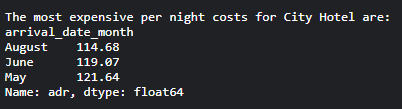 The most expensive per night costs for City Hotel are:
arrival_date_month
August    114.68
June      119.07
May       121.64
Name: adr, dtype: float64